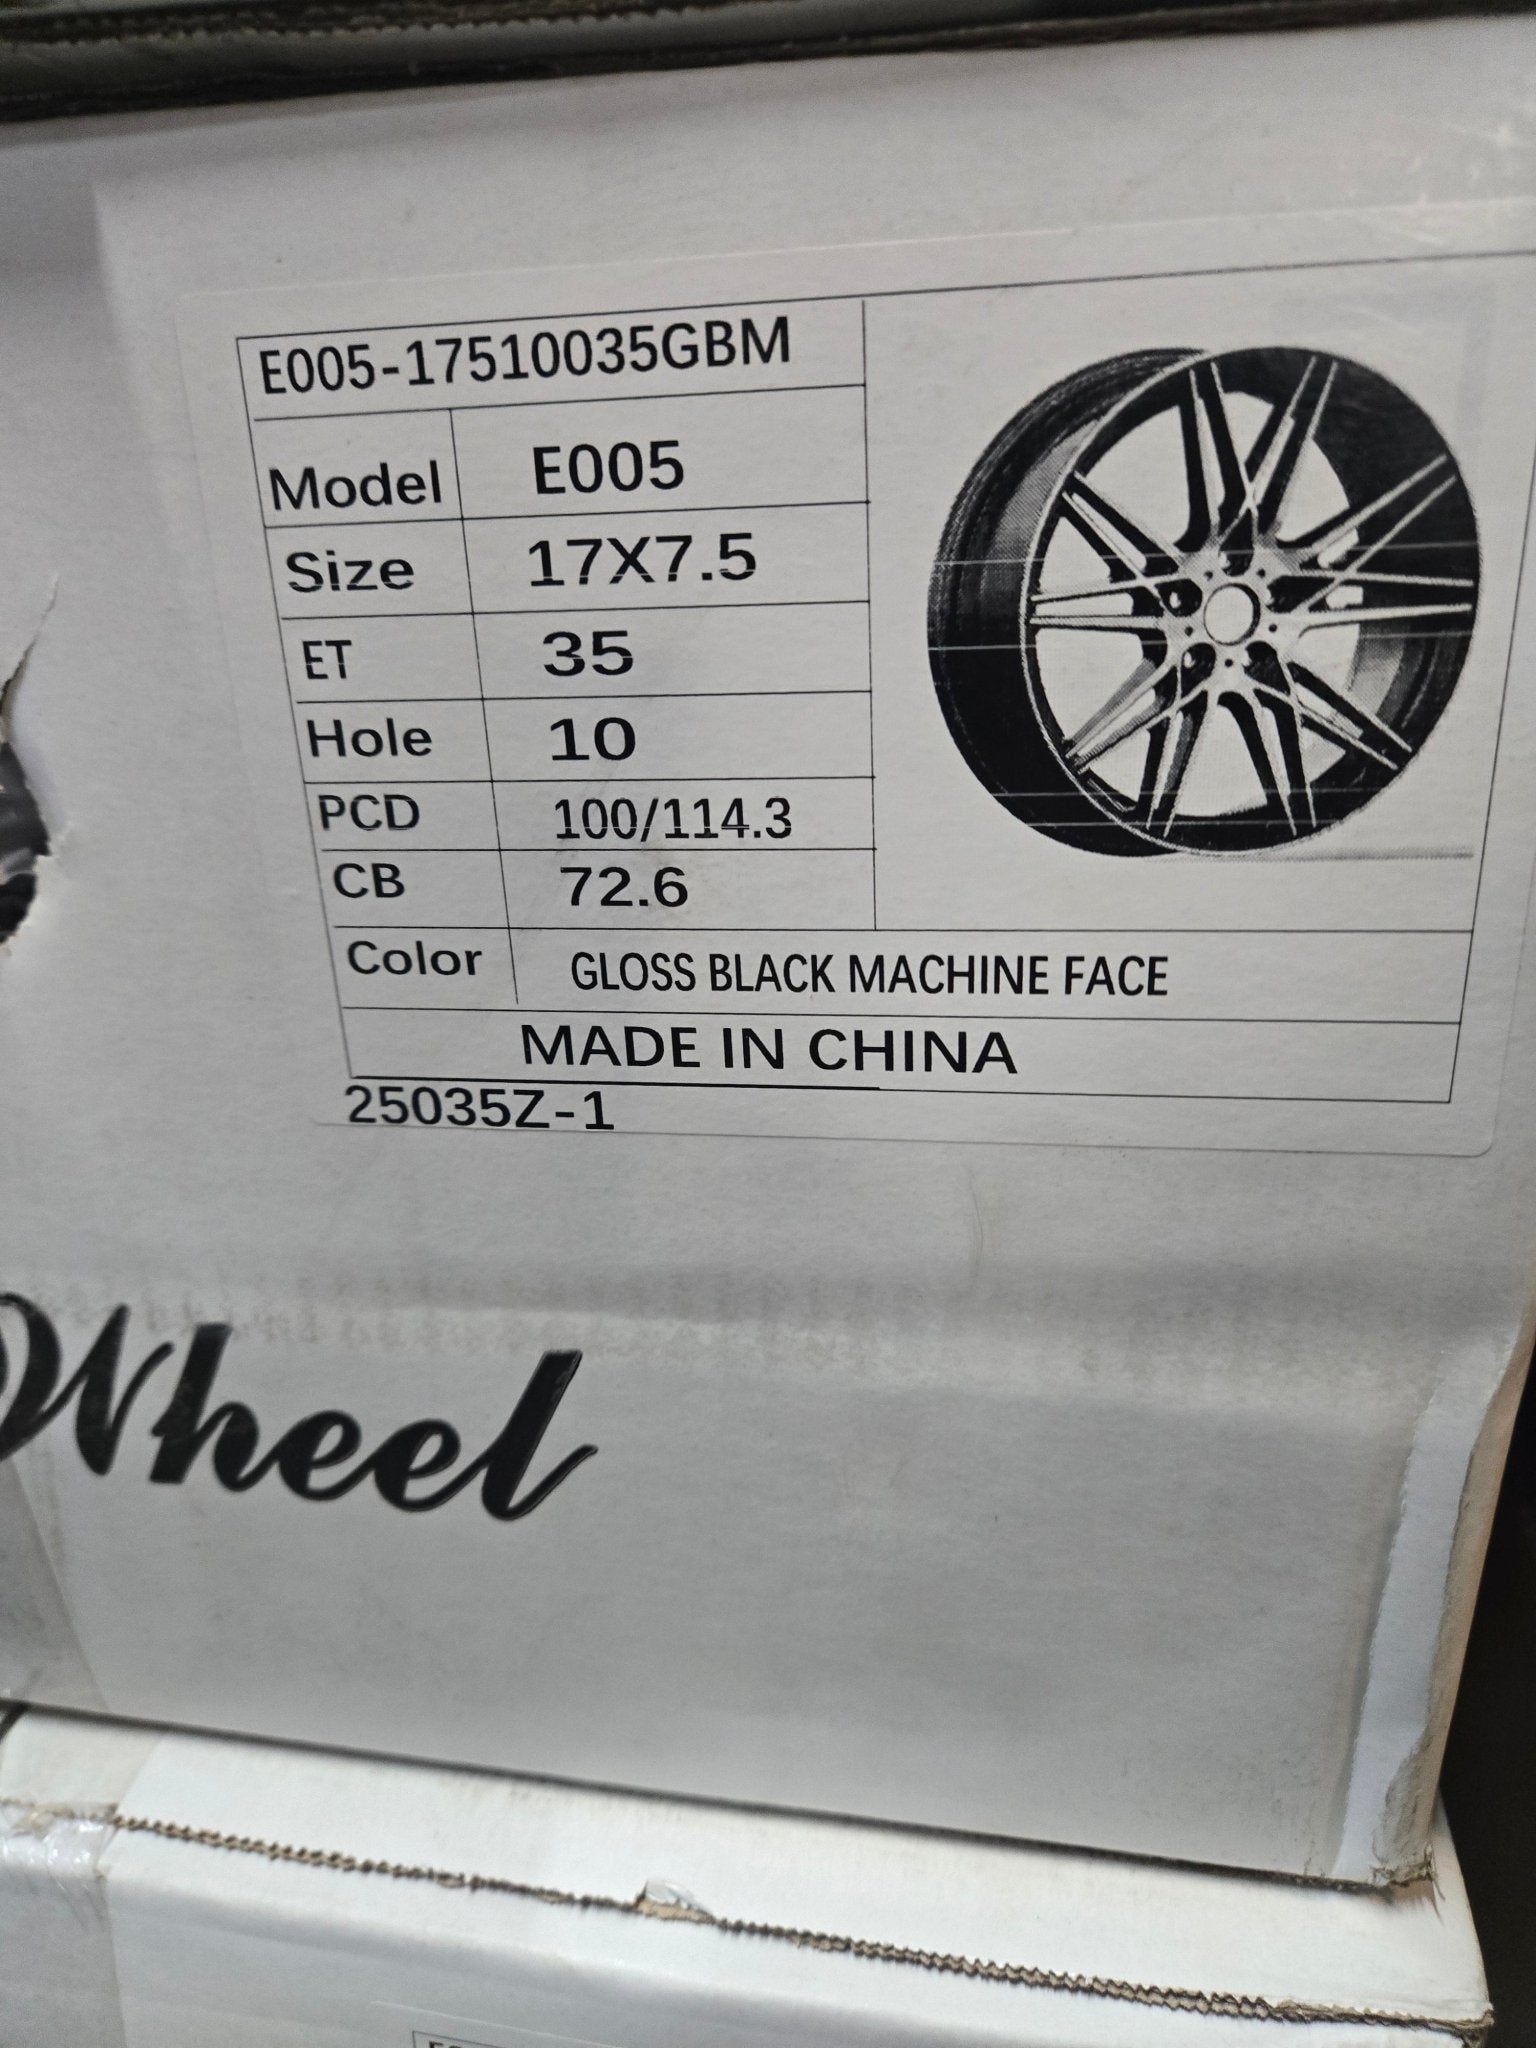 E005-17510035GBM
Model E005
Size 17X7.5
ET 35
Hole 10
PCD 100/114.3
CB 72.6
Color GLOSS BLACK MACHINE FACE
MADE IN CHINA
25035Z-1
Wheel